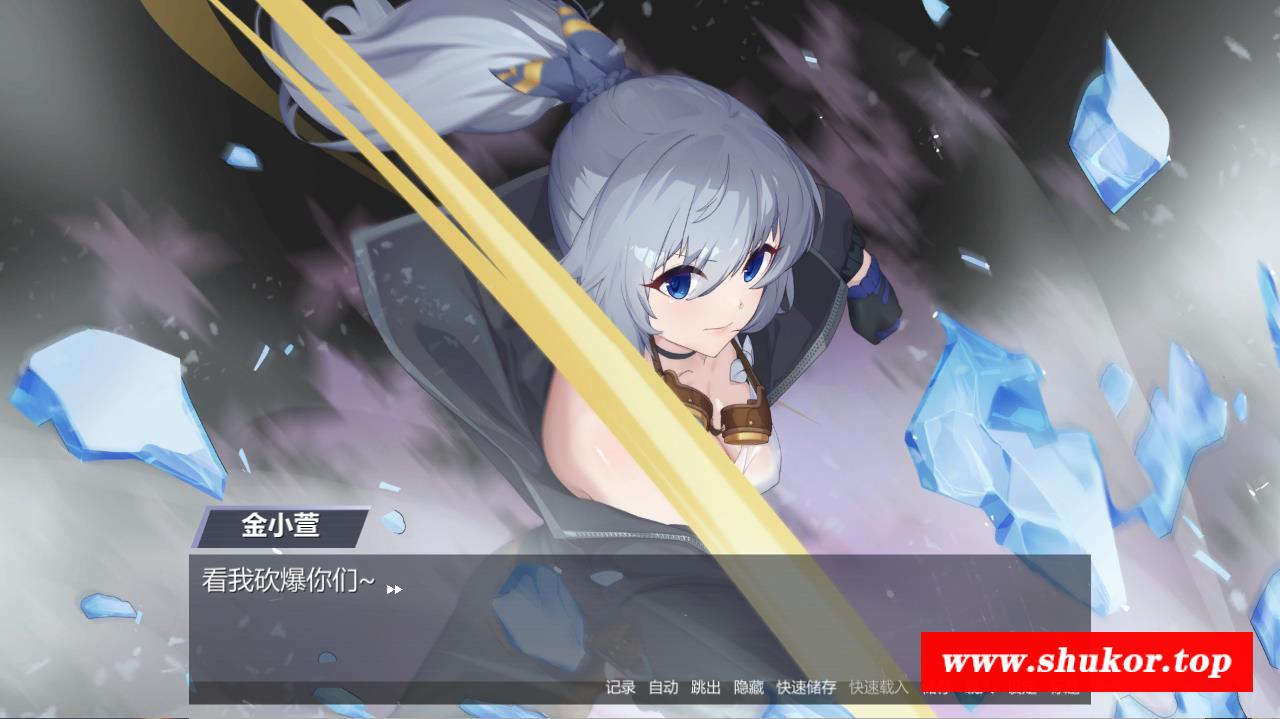 金小萱
看我砍爆你们~
记录 自动 跳出 隐藏 快速储存 快速载入
www.shukor.top